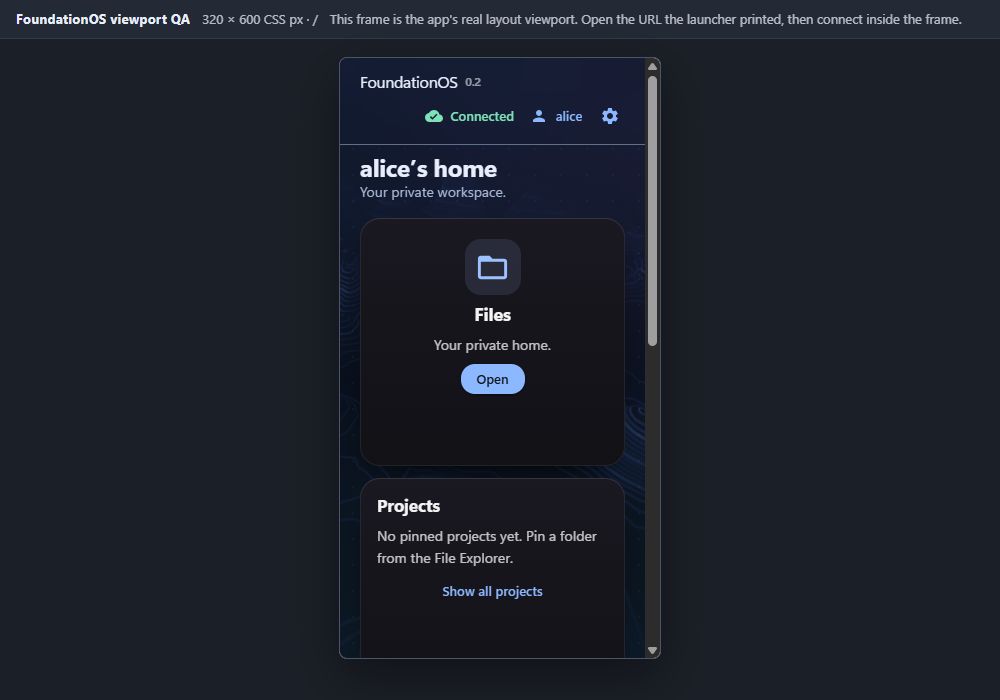 FoundationOS viewport QA 320 × 600 CSS px · / This frame is the app's real layout viewport. Open the URL the launcher printed, then connect inside the frame.
FoundationOS 0.2
Connected alice
alice’s home
Your private workspace.
Files
Your private home.
Open
Projects
No pinned projects yet. Pin a folder
from the File Explorer.
Show all projects